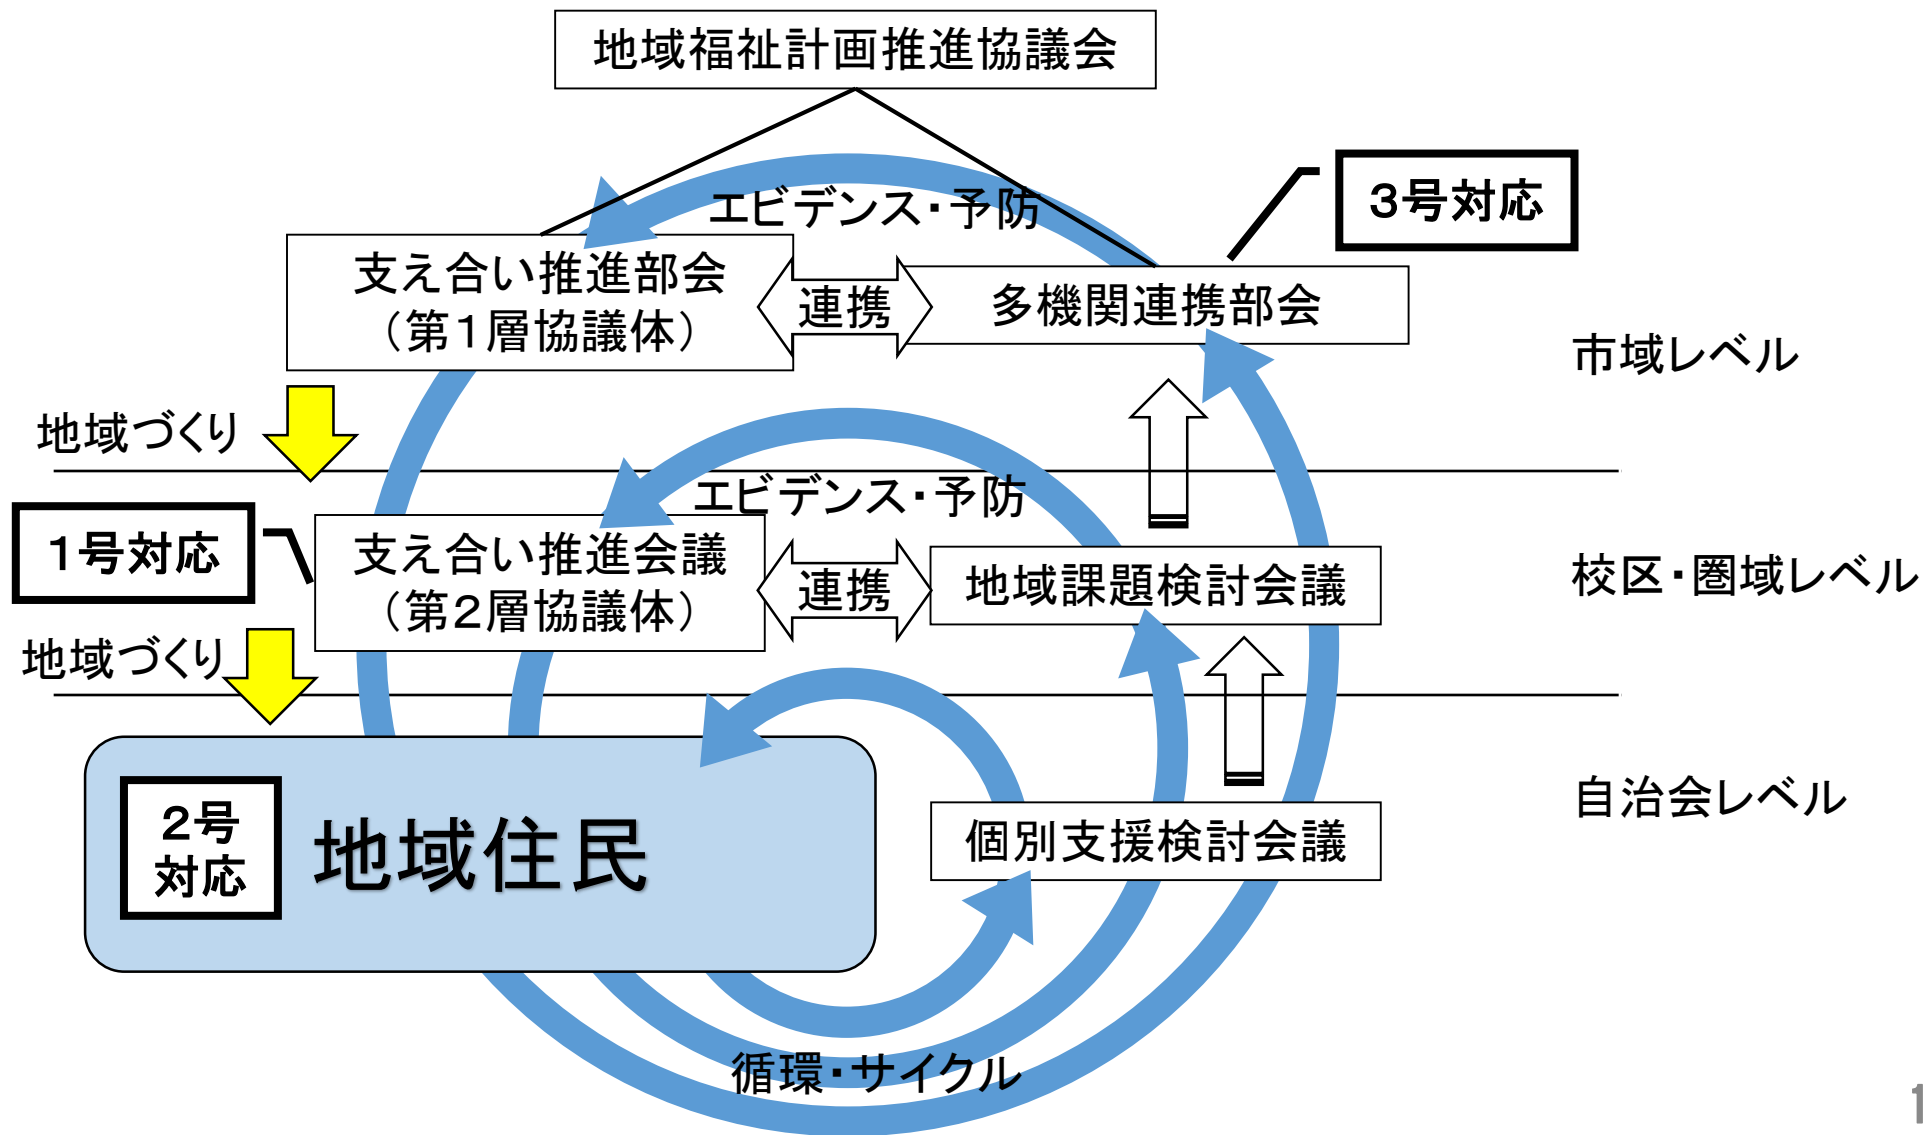 地域福祉計画推進協議会
3号対応
エビデンス・予防
支え合い推進部会
（第1層協議体）
連携
多機関連携部会
市域レベル
地域づくり
エビデンス・予防
1号対応
支え合い推進会議
（第2層協議体）
連携
地域課題検討会議
校区・圏域レベル
地域づくり
2号
対応
地域住民
個別支援検討会議
自治会レベル
循環・サイクル
1